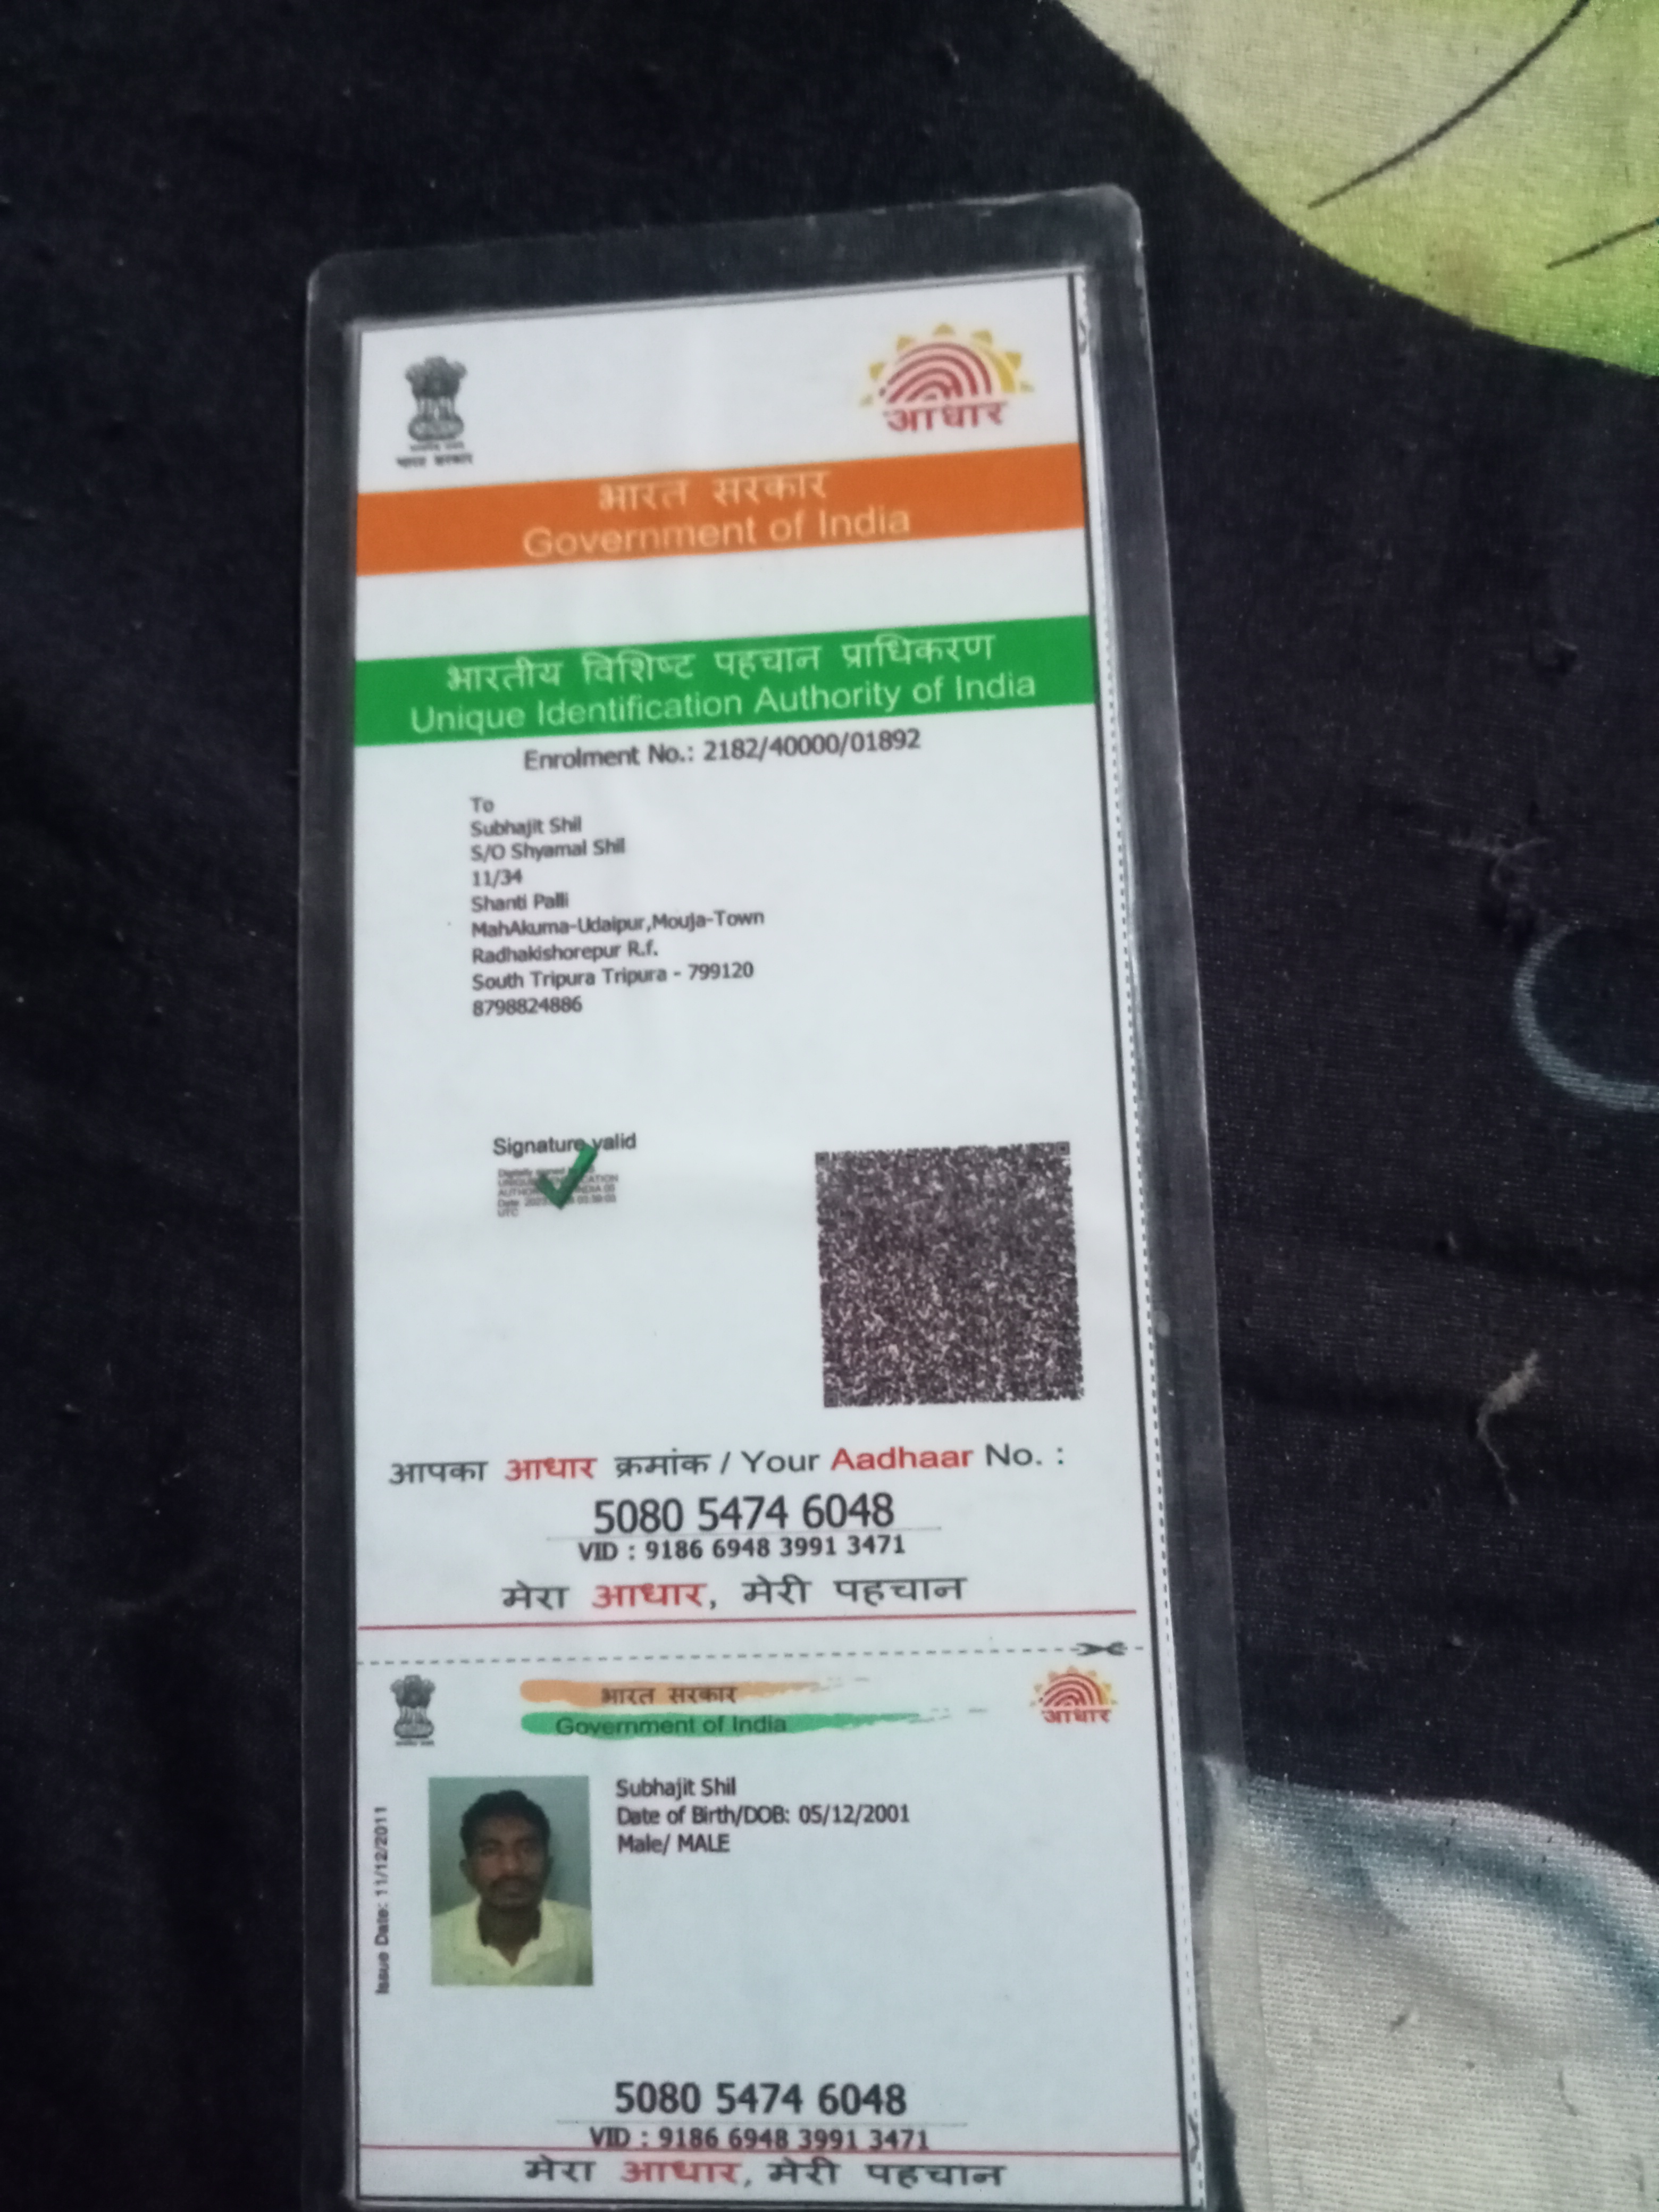 आधार
भारत सरकार
भारत सरकार
Government of India
भारतीय विशिष्ट पहचान प्राधिकरण
Unique Identification Authority of India
Enrolment No.: 2182/40000/01892
To
Subhajit Shil
S/O Shyamal Shil
11/34
Shanti Palli
MahAkuma-Udaipur,Mouja-Town
Radhakishorepur R.f.
South Tripura Tripura - 799120
8798824886
Signature valid
UTC
आपका आधार क्रमांक / Your Aadhaar No. :
5080 5474 6048
VID : 9186 6948 3991 3471
मेरा आधार, मेरी पहचान
भारत सरकार
Government of India
आधार
Issue Date: 11/12/2011
Subhajit Shil
Date of Birth/DOB: 05/12/2001
Male/ MALE
5080 5474 6048
VID : 9186 6948 3991 3471
मेरा आधार, मेरी पहचान